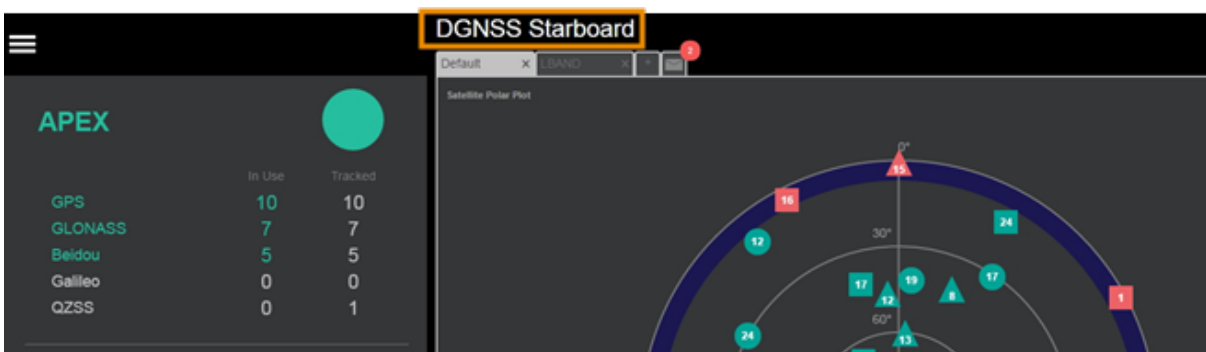 DGNSS Starboard
Default x LBAND x + 2
Satellite Polar Plot
APEX
In Use Tracked
GPS 10 10
GLONASS 7 7
Beidou 5 5
Galileo 0 0
QZSS 0 1
0°
15
16
24
12
30°
17
19
17
12
8
1
60°
24
13